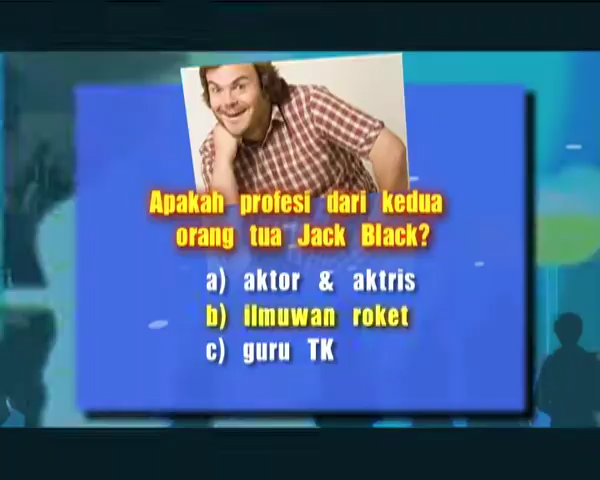 Apakah profesi dari kedua
orang tua Jack Black?
a) aktor & aktris
b) ilmuwan roket
c) guru TK